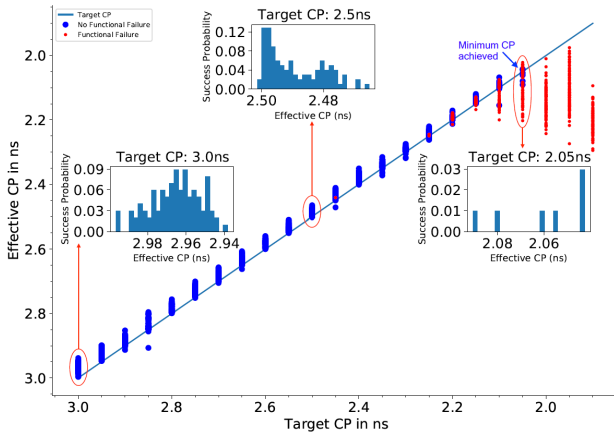 Target CP
No Functional Failure
Functional Failure
Target CP: 2.5ns
Success Probability
0.12
0.06
0.00
2.50
2.48
Effective CP (ns)
Minimum CP
achieved
Target CP: 3.0ns
Success Probability
0.09
0.06
0.03
0.00
2.98
2.96
2.94
Effective CP (ns)
Target CP: 2.05ns
Success Probability
0.03
0.02
0.01
0.00
2.08
2.06
Effective CP (ns)
Effective CP in ns
2.0
2.2
2.4
2.6
2.8
3.0
3.0
2.8
2.6
2.4
2.2
2.0
Target CP in ns